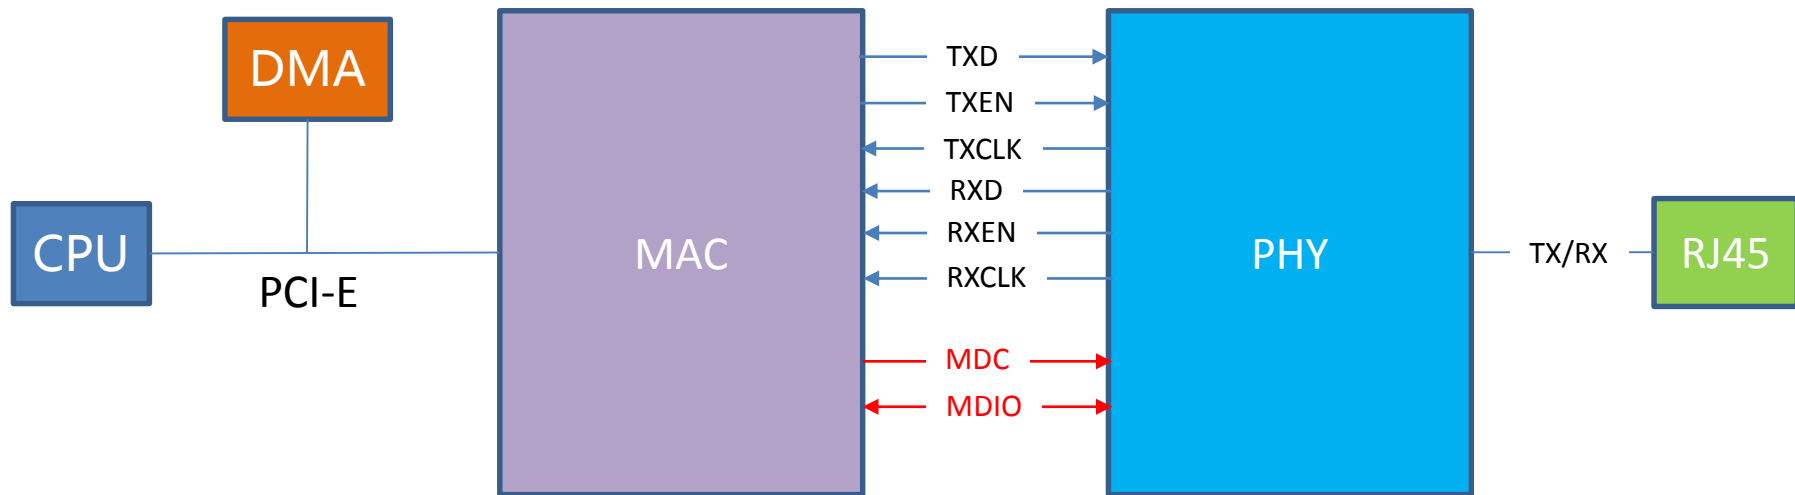 DMA
CPU
PCI-E
MAC
TXD
TXEN
TXCLK
RXD
RXEN
RXCLK
MDC
MDIO
PHY
TX/RX
RJ45